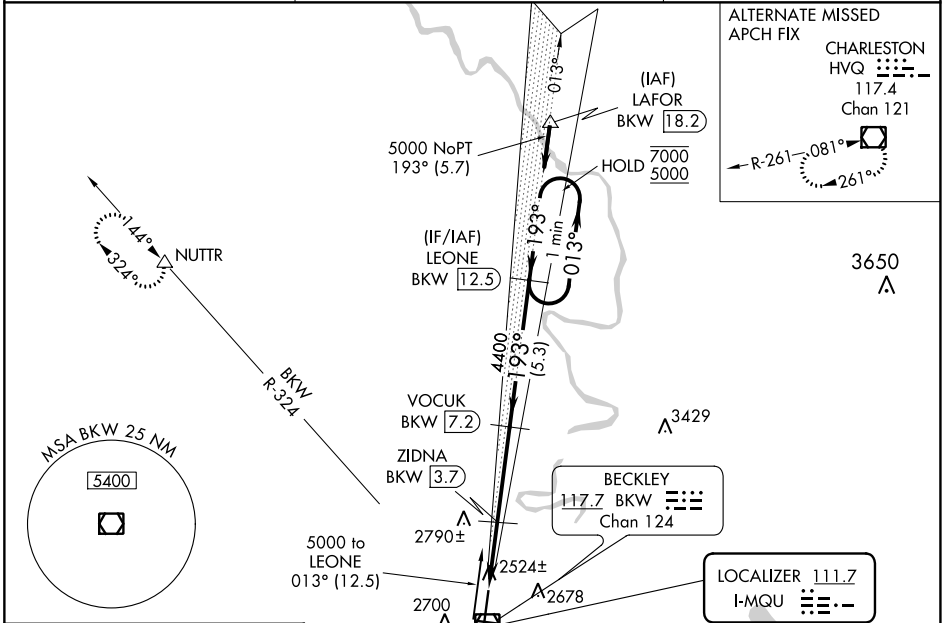 ALTERNATE MISSED
APCH FIX
CHARLESTON
HVQ
117.4
Chan 121
R-261
081°
261°
013°
(IAF)
LAFOR
BKW 18.2
5000 NoPT
193° (5.7)
HOLD 7000
5000
193°
1 min
013°
(IF/IAF)
LEONE
BKW 12.5
144°
324°
NUTTR
3650
4400
193°
(5.3)
BKW
R-324
VOCUK
BKW 7.2
3429
MSA BKW 25 NM
5400
ZIDNA
BKW 3.7
BECKLEY
117.7 BKW
Chan 124
2790±
5000 to
LEONE
013° (12.5)
2524±
2678
2700
LOCALIZER 111.7
I-MQU